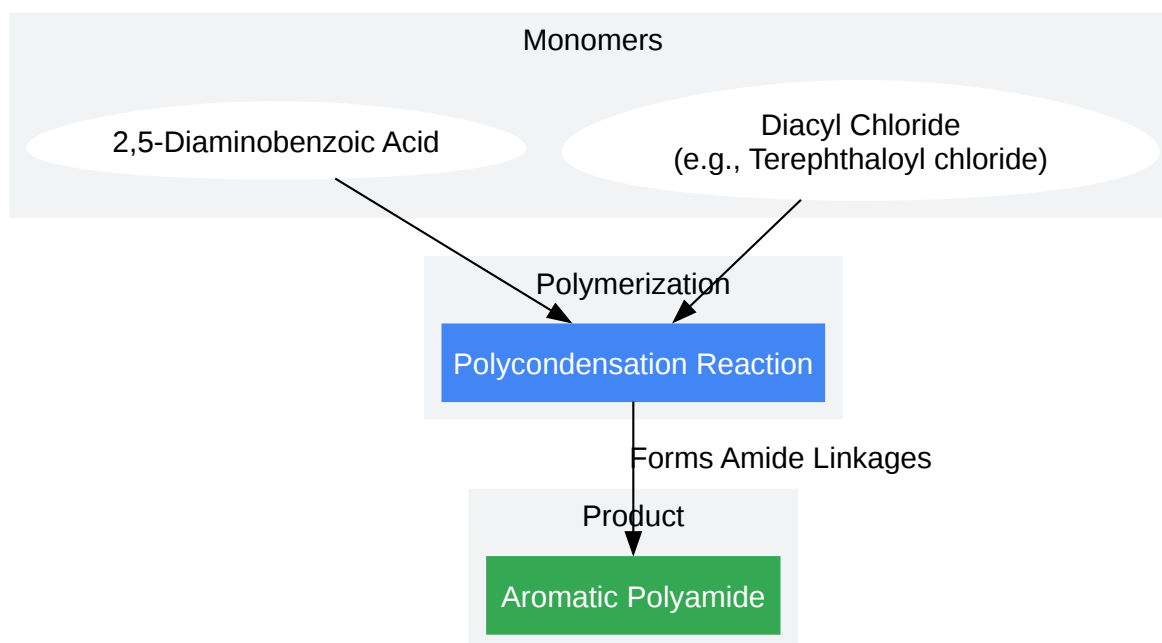 Monomers
2,5-Diaminobenzoic Acid
Diacyl Chloride
(e.g., Terephthaloyl chloride)
Polymerization
Polycondensation Reaction
Forms Amide Linkages
Product
Aromatic Polyamide